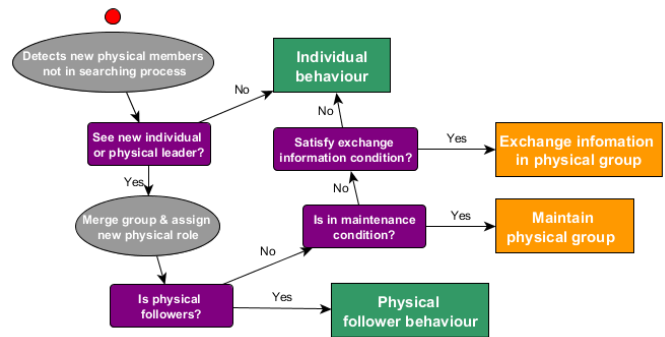 Detects new physical members
not in searching process
Individual
behaviour
No
No
See new individual
or physical leader?
Satisfy exchange
information condition?
Yes
Exchange infomation
in physical group
Yes
No
Merge group & assign
new physical role
Is in maintenance
condition?
Yes
Maintain
physical group
No
Is physical
followers?
Yes
Physical
follower behaviour